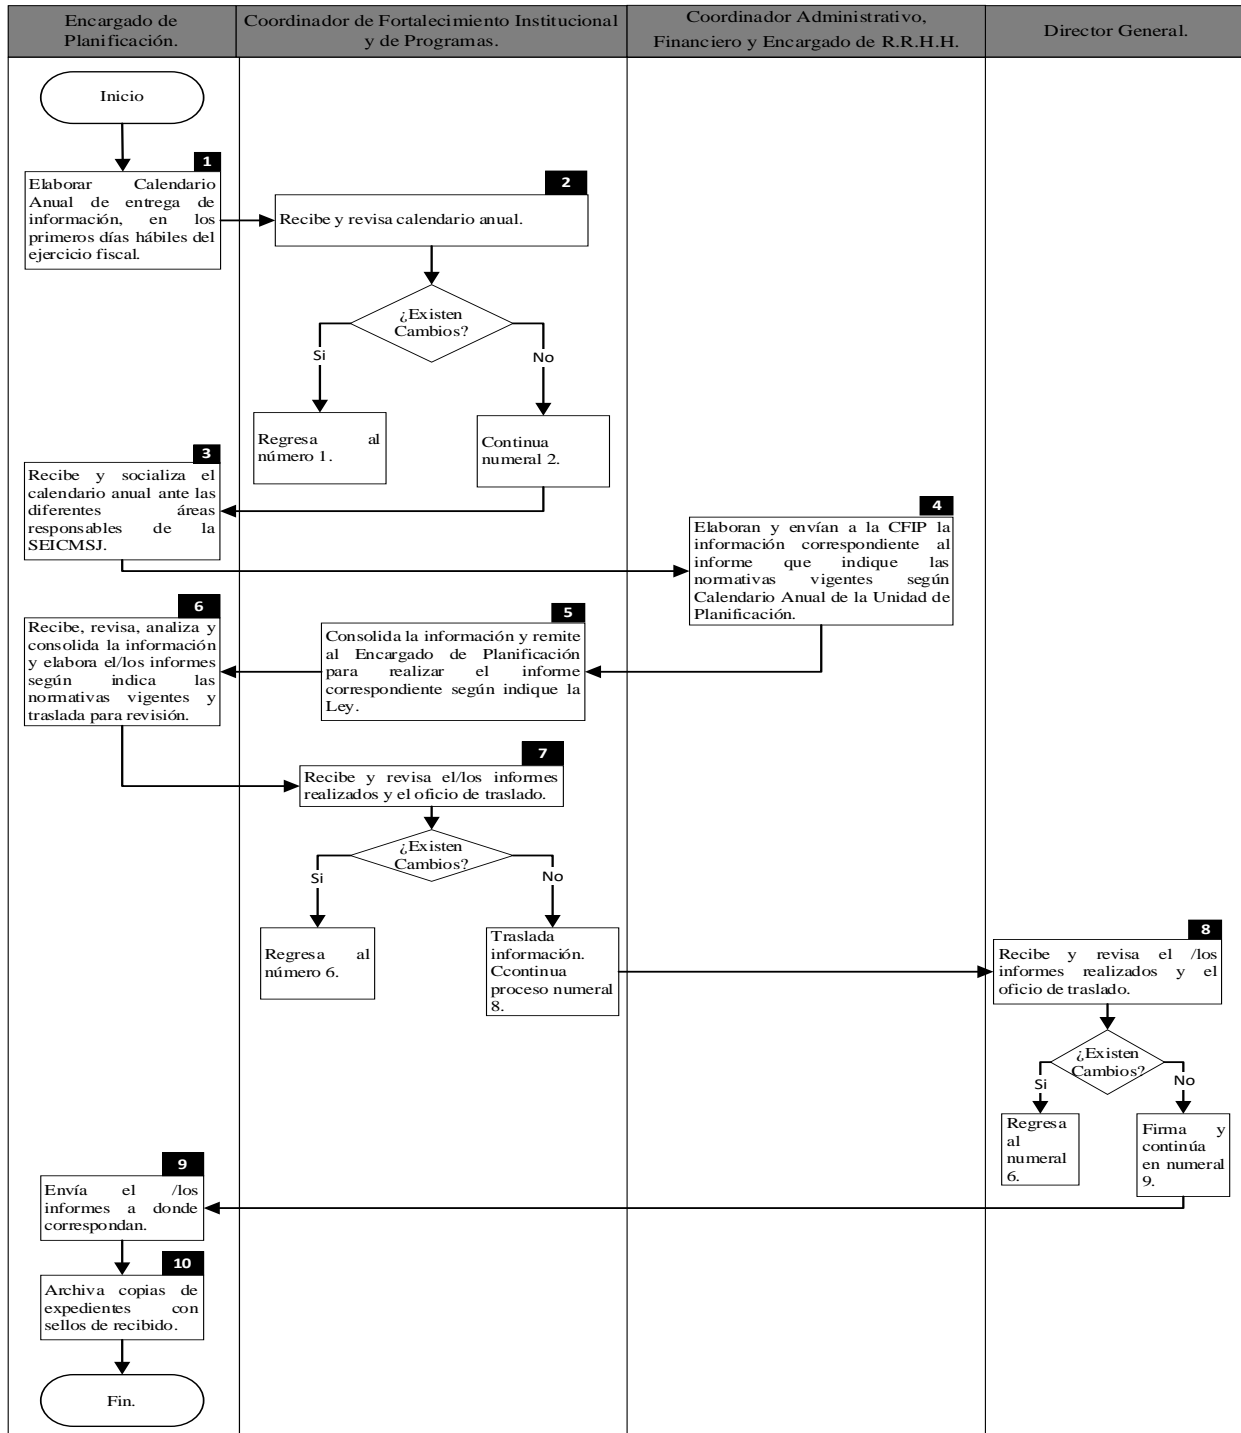 Encargado de
Planificación.
Coordinador de Fortalecimiento Institucional
y de Programas.
Coordinador Administrativo,
Financiero y Encargado de R.R.H.H.
Director General.
Inicio
1
Elaborar Calendario
Anual de entrega de
información, en los
primeros días hábiles del
ejercicio fiscal.
2
Recibe y revisa calendario anual.
¿Existen
Cambios?
Si
No
Regresa al
número 1.
Continua
numeral 2.
3
Recibe y socializa el
calendario anual ante las
diferentes áreas
responsables de la
SEICMSJ.
4
Elaboran y envían a la CFIP la
información correspondiente al
informe que indique las
normativas vigentes según
Calendario Anual de la Unidad de
Planificación.
5
Consolida la información y remite
al Encargado de Planificación
para realizar el informe
correspondiente según indique la
Ley.
6
Recibe, revisa, analiza y
consolida la información
y elabora el/los informes
según indica las
normativas vigentes y
traslada para revisión.
7
Recibe y revisa el/los informes
realizados y el oficio de traslado.
¿Existen
Cambios?
Si
No
Regresa al
número 6.
Traslada
información.
Ccontinua
proceso numeral
8.
8
Recibe y revisa el /los
informes realizados y el
oficio de traslado.
¿Existen
Cambios?
Si
No
Regresa
al
numeral
6.
Firma y
continúa
en numeral
9.
9
Envía el /los
informes a donde
correspondan.
10
Archiva copias de
expedientes con
sellos de recibido.
Fin.